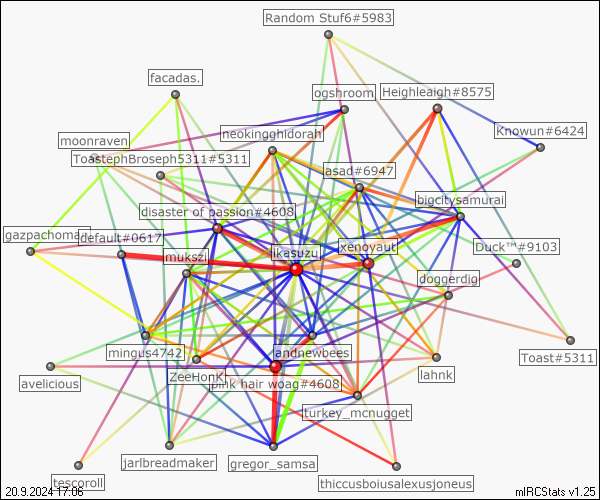 Random Stuf6#5983
facadas.
ogshroom
Heighleigh#8575
neokingghidorah
Knowun#6424
moonraven
ToastephBroseph5311#5311
asad#6947
bigcitysamurai
disaster of passion#4608
gazpachoma
default#0617
mukszi
ikasuzu
xenoyaut
Duck™#9103
doggerdig
mingus4742
andnewbees
Toast#5311
avelicious
ZeeHonk
pink hair woag#4608
lahnk
turkey_mcnugget
jarlbreadmaker
gregor_samsa
tescoroll
thiccusboiusalexusjoneus
20.9.2024 17:06
mIRCStats v1.25